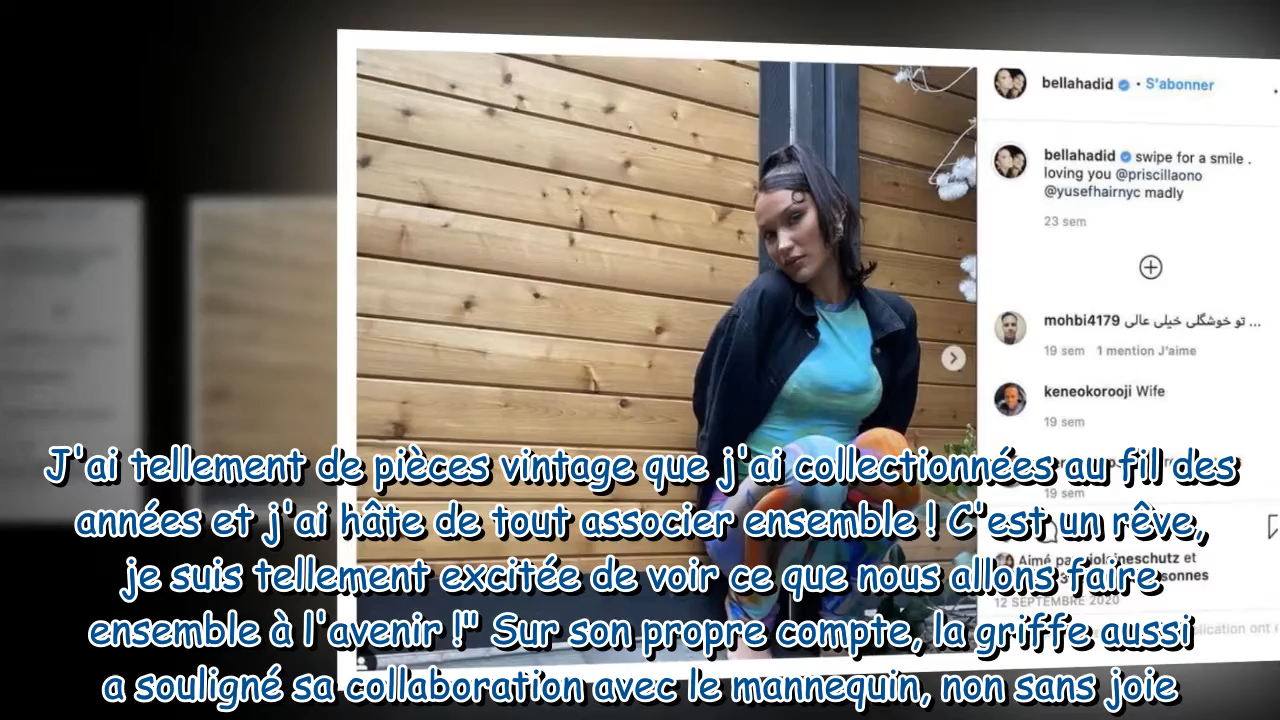 bellahadid • S'abonner
bellahadid swipe for a smile .
loving you @priscillaono
@yusefhairnyc madly
23 sem
mohbi4179 تو خوشگلی خیلی عالی ...
19 sem 1 mention J'aime
keneokorooji Wife
19 sem
19 sem
Aimé par violaineschutz et
12 SEPTEMBRE 2020
J'ai tellement de pièces vintage que j'ai collectionnées au fil des
années et j'ai hâte de tout associer ensemble ! C'est un rêve,
je suis tellement excitée de voir ce que nous allons faire
ensemble à l'avenir !" Sur son propre compte, la griffe aussi
a souligné sa collaboration avec le mannequin, non sans joie